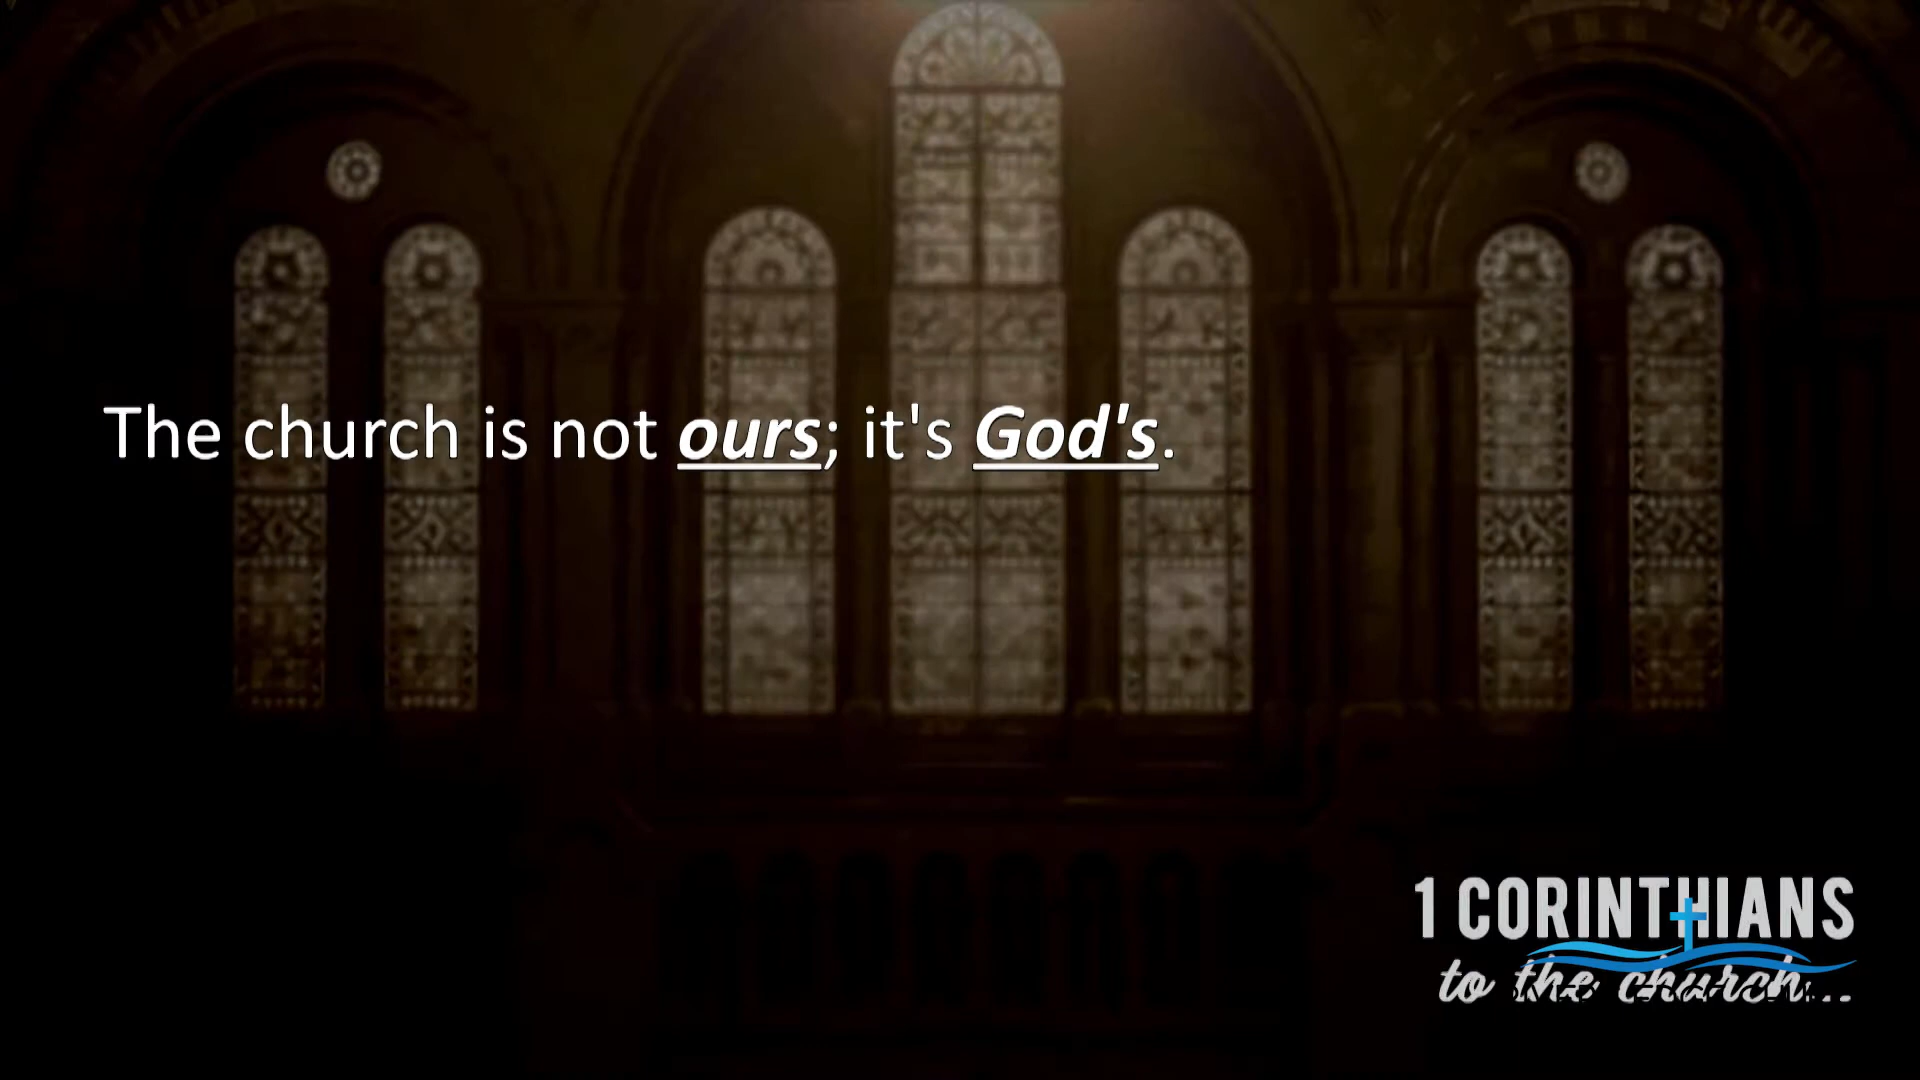 The church is not ours; it's God's.
1 CORINTHIANS
to the church...